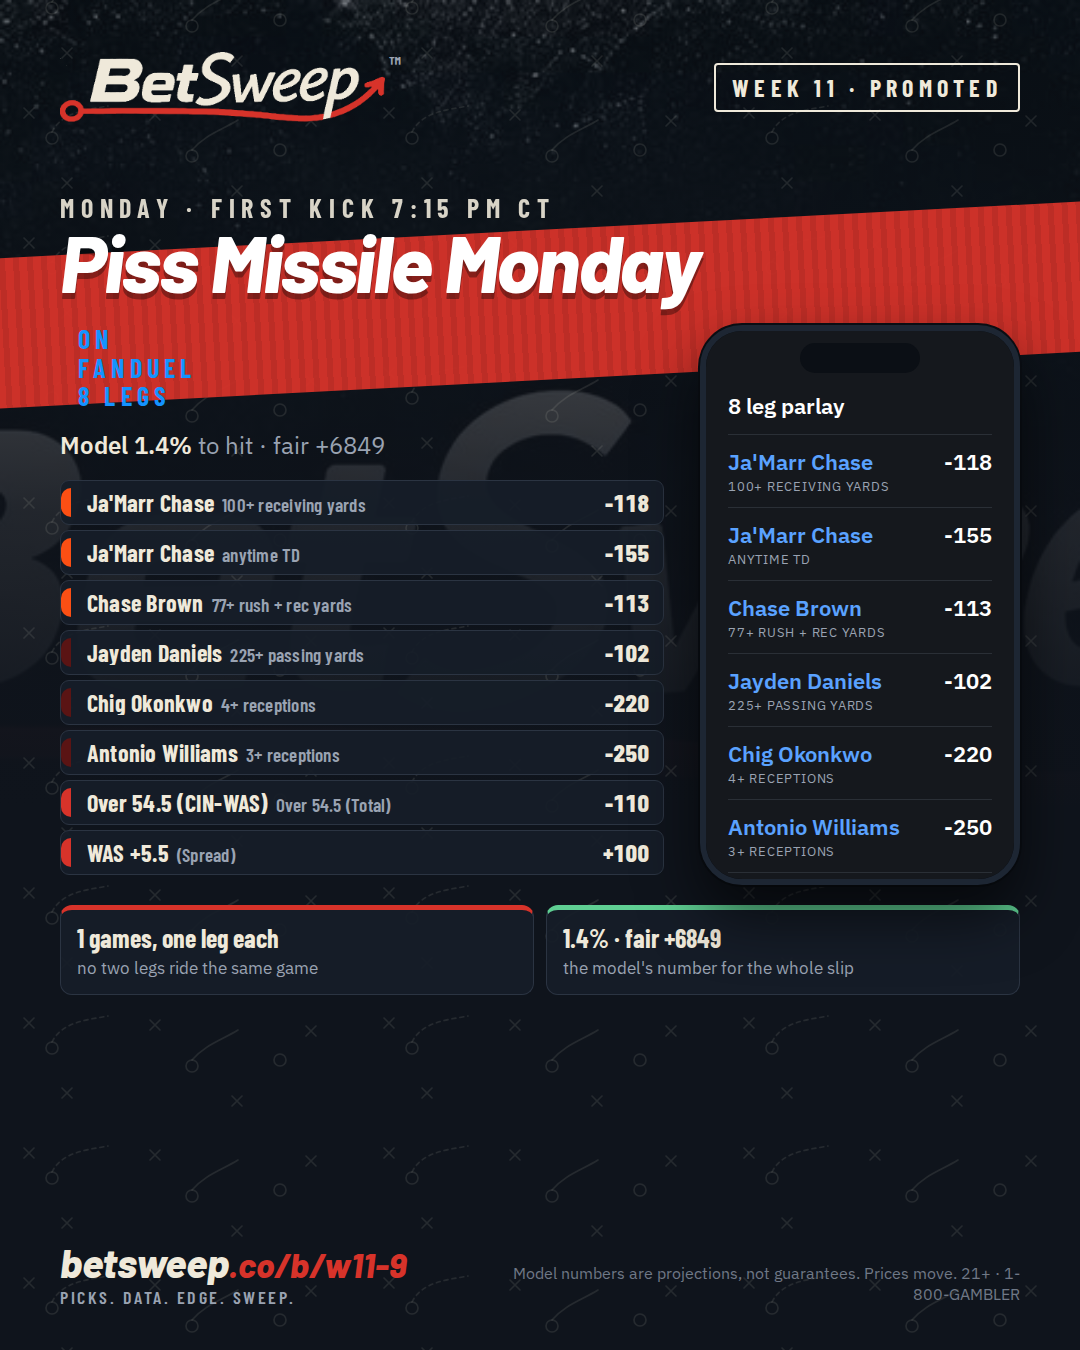 BetSweep™
WEEK 11 · PROMOTED
MONDAY · FIRST KICK 7:15 PM CT
Piss Missile Monday
ON
FANDUEL
8 LEGS
Model 1.4% to hit · fair +6849
Ja'Marr Chase 100+ receiving yards -118
Ja'Marr Chase anytime TD -155
Chase Brown 77+ rush + rec yards -113
Jayden Daniels 225+ passing yards -102
Chig Okonkwo 4+ receptions -220
Antonio Williams 3+ receptions -250
Over 54.5 (CIN-WAS) Over 54.5 (Total) -110
WAS +5.5 (Spread) +100
8 leg parlay
Ja'Marr Chase -118
100+ RECEIVING YARDS
Ja'Marr Chase -155
ANYTIME TD
Chase Brown -113
77+ RUSH + REC YARDS
Jayden Daniels -102
225+ PASSING YARDS
Chig Okonkwo -220
4+ RECEPTIONS
Antonio Williams -250
3+ RECEPTIONS
1 games, one leg each
no two legs ride the same game
1.4% · fair +6849
the model's number for the whole slip
betsweep.co/b/w11-9
PICKS. DATA. EDGE. SWEEP.
Model numbers are projections, not guarantees. Prices move. 21+ · 1-
800-GAMBLER